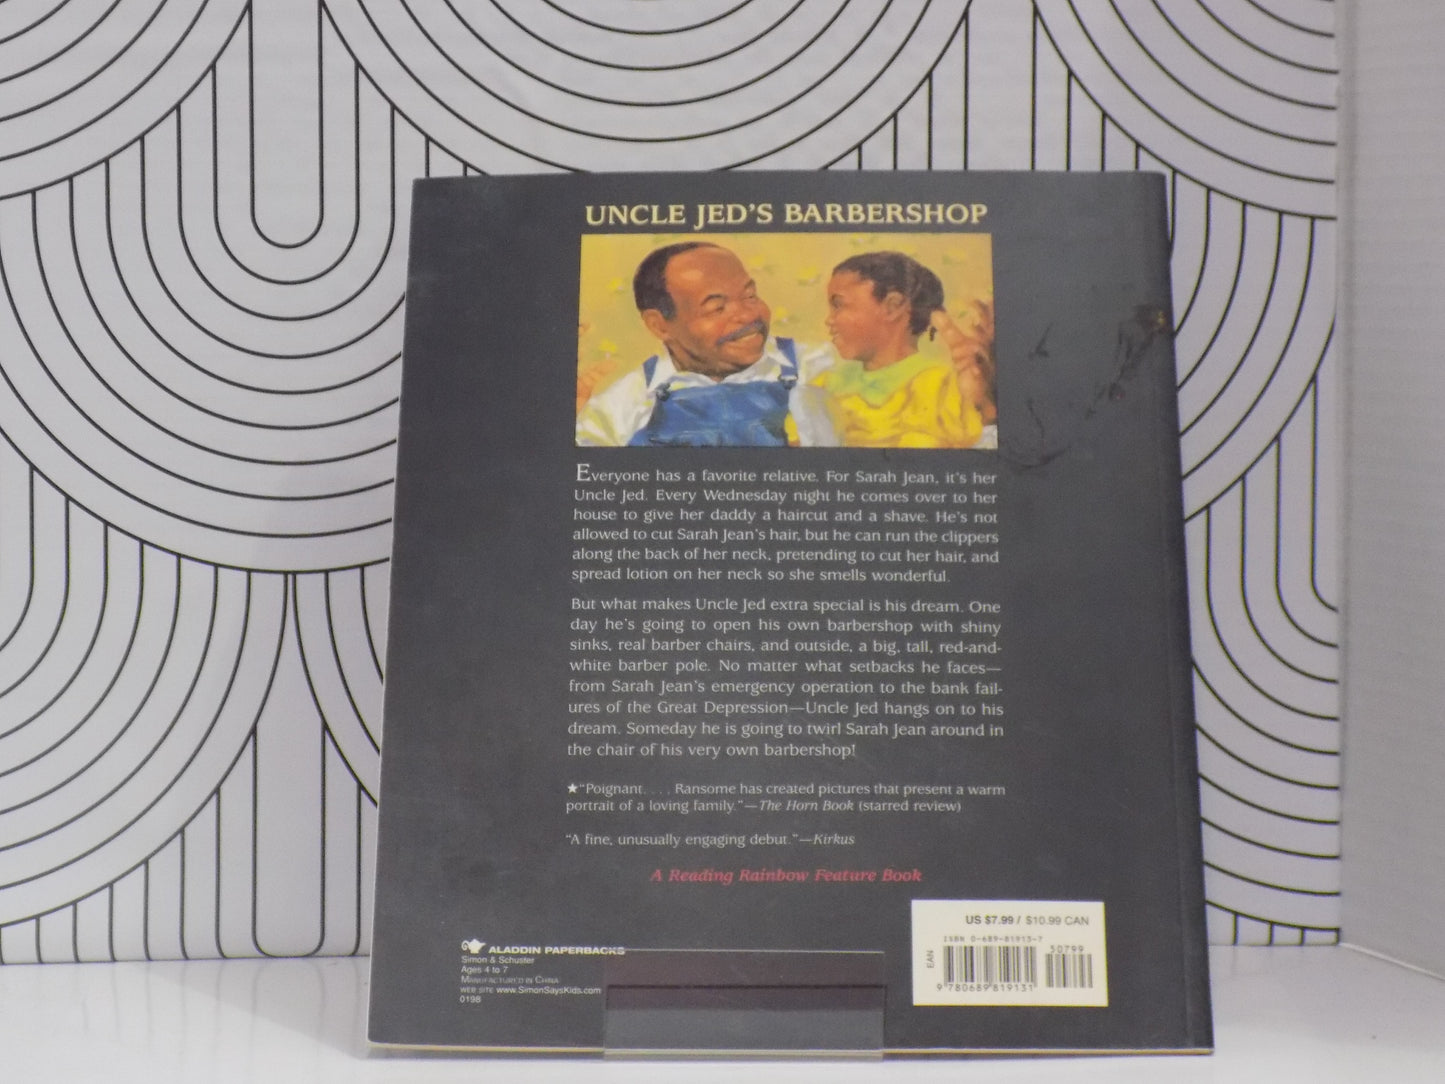 UNCLE JED'S BARBERSHOP
Everyone has a favorite relative. For Sarah Jean, it's her
Uncle Jed. Every Wednesday night he comes over to her
house to give her daddy a haircut and a shave. He's not
allowed to cut Sarah Jean's hair, but he can run the clippers
along the back of her neck, pretending to cut her hair, and
spread lotion on her neck so she smells wonderful.
But what makes Uncle Jed extra special is his dream. One
day he's going to open his own barbershop with shiny
sinks, real barber chairs, and outside, a big, tall, red-and-
white barber pole. No matter what setbacks he faces—
from Sarah Jean's emergency operation to the bank fail-
ures of the Great Depression—Uncle Jed hangs on to his
dream. Someday he is going to twirl Sarah Jean around in
the chair of his very own barbershop!
★"Poignant. . . . Ransome has created pictures that present a warm
portrait of a loving family."—The Horn Book (starred review)
"A fine, unusually engaging debut."—Kirkus
A Reading Rainbow Feature Book
ALADDIN PAPERBACKS
Simon & Schuster
Ages 4 to 7
MANUFACTURED IN CHINA
WEB SITE www.SimonSaysKids.com
0198
US $7.99 / $10.99 CAN
ISBN 0-689-81913-7
50799
EAN
9 780689 819131